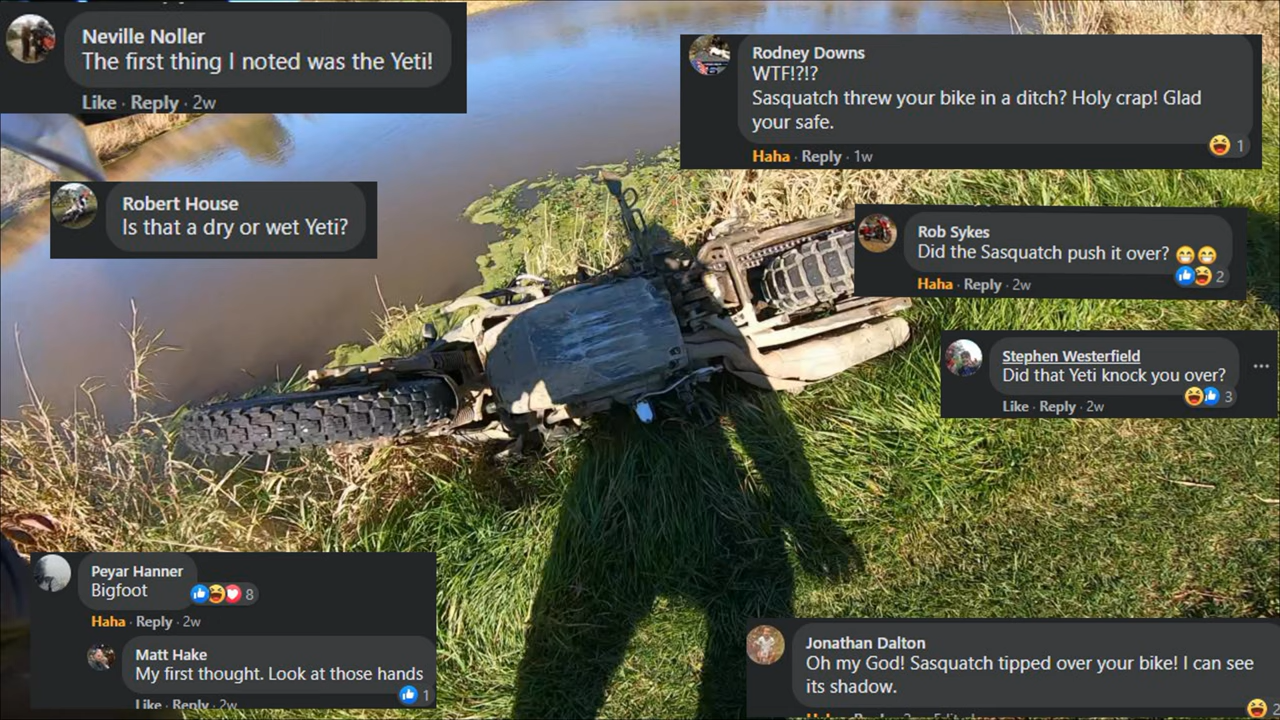 Neville Noller
The first thing I noted was the Yeti!
Like · Reply · 2w
Rodney Downs
WTF!?!?
Sasquatch threw your bike in a ditch? Holy crap! Glad
your safe.
1
Haha · Reply · 1w
Robert House
Is that a dry or wet Yeti?
Rob Sykes
Did the Sasquatch push it over? 😁😁
2
Haha · Reply · 2w
Stephen Westerfield
Did that Yeti knock you over?
3
Like · Reply · 2w
Peyar Hanner
Bigfoot
8
Haha · Reply · 2w
Matt Hake
My first thought. Look at those hands
1
Like · Reply · 2w
Jonathan Dalton
Oh my God! Sasquatch tipped over your bike! I can see
its shadow.
2